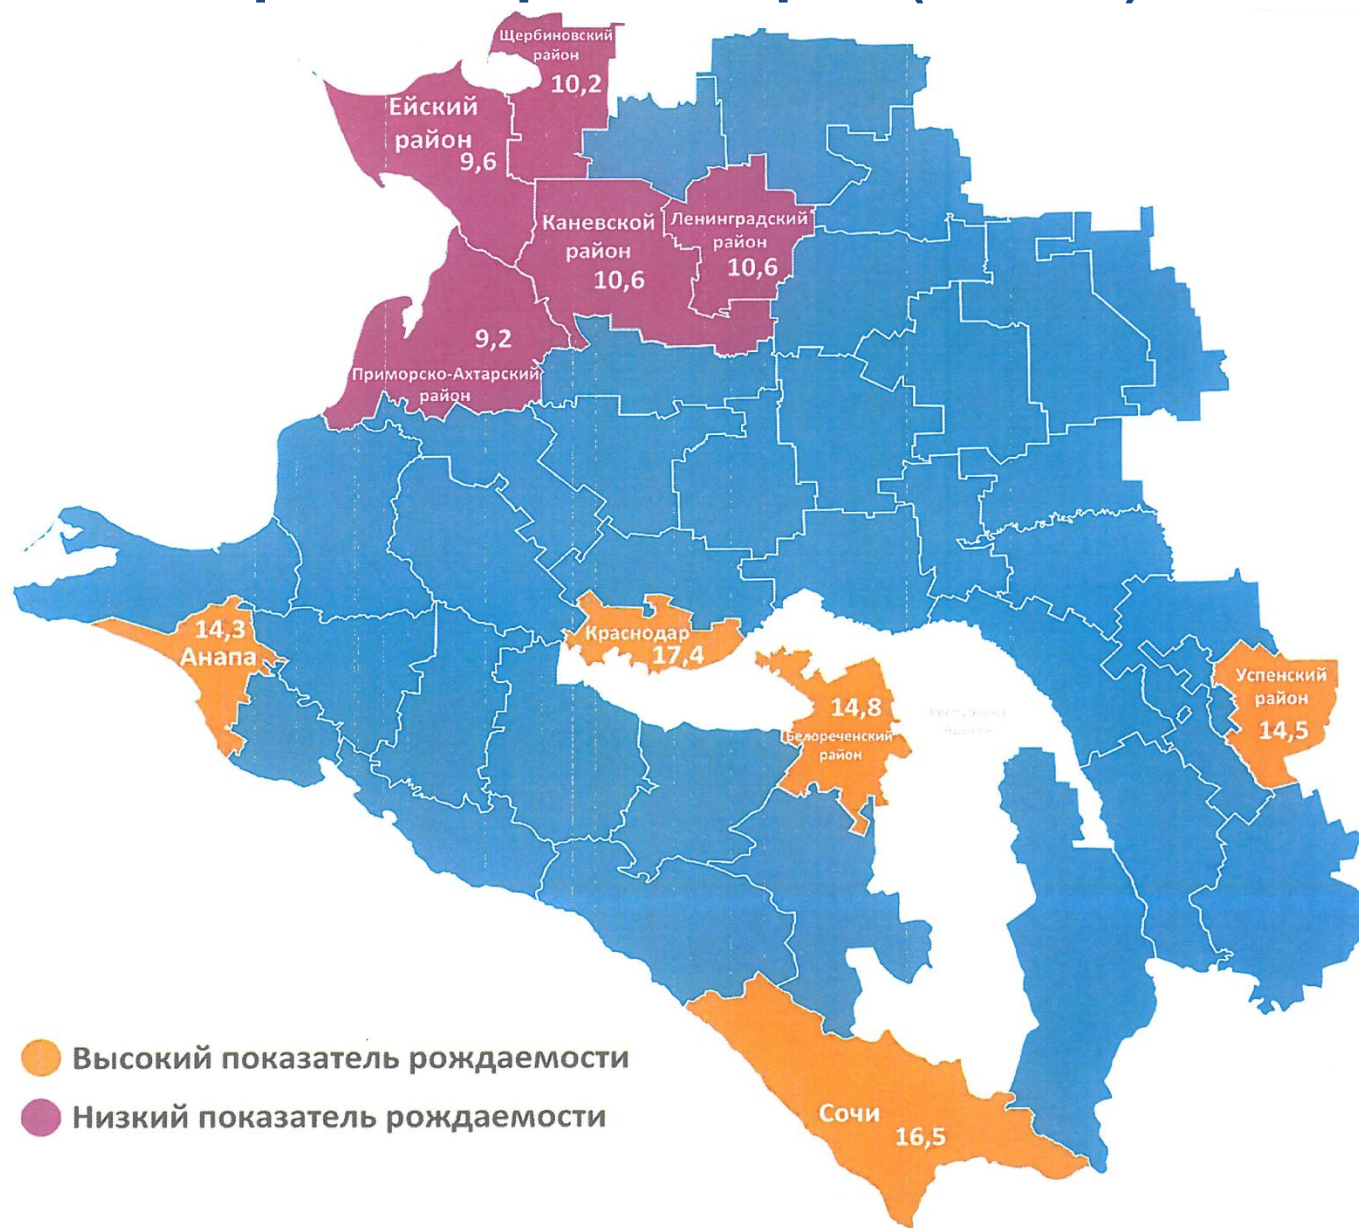 Щербиновский
район
10,2
Ейский
район
9,6
Каневской
район
10,6
Ленинградский
район
10,6
9,2
Приморско-Ахтарский
район
14,3
Анапа
Краснодар
17,4
14,8
Белореченский
район
Республика
Адыгея
Успенский
район
14,5
Высокий показатель рождаемости
Низкий показатель рождаемости
Сочи
16,5